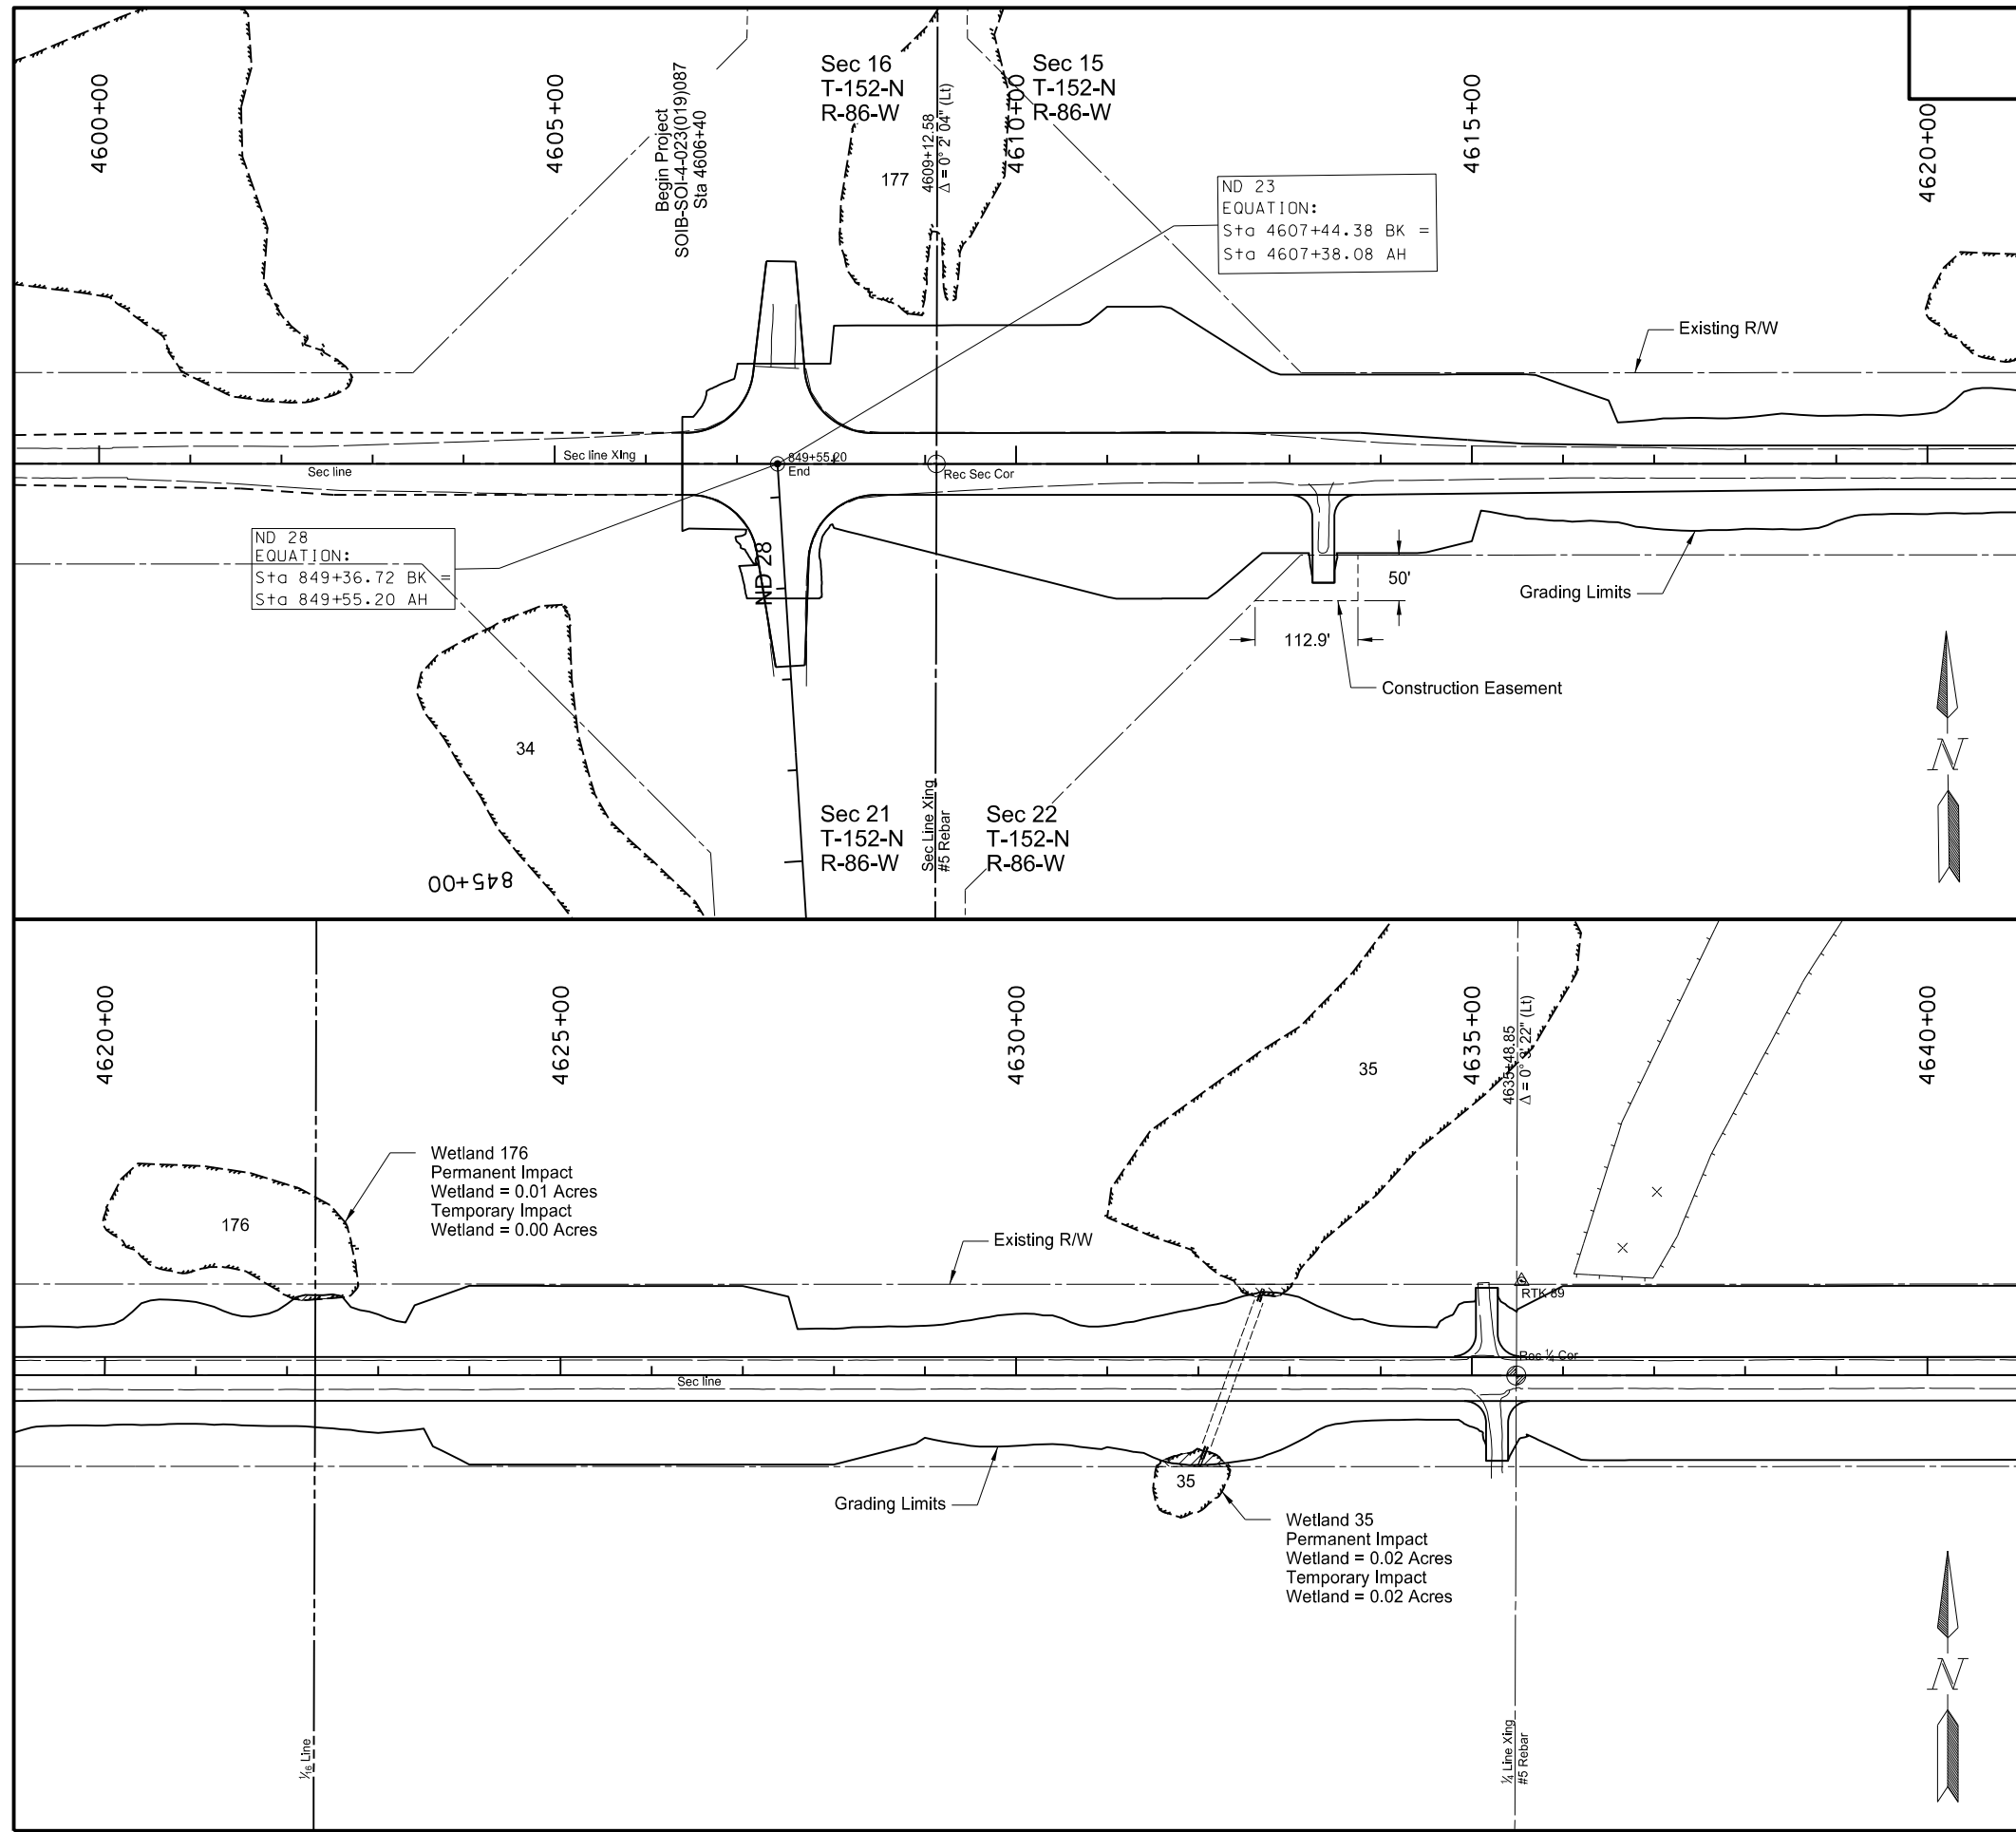 4600+00
4605+00
Begin Project
SOIB-SOI-4-023(019)087
Sta 4606+40
Sec 16
T-152-N
R-86-W
177
4609+12.58
Δ = 0° 2' 04" (Lt)
4610+00
Sec 15
T-152-N
R-86-W
4615+00
4620+00
ND 23
EQUATION:
Sta 4607+44.38 BK =
Sta 4607+38.08 AH
Existing R/W
Sec line
Sec line Xing
849+55.20
End
Rec Sec Cor
ND 28
EQUATION:
Sta 849+36.72 BK =
Sta 849+55.20 AH
ND 28
50'
112.9'
Grading Limits
Construction Easement
34
845+00
Sec 21
T-152-N
R-86-W
Sec Line Xing
#5 Rebar
Sec 22
T-152-N
R-86-W
N
4620+00
4625+00
4630+00
4635+00
4635+48.85
Δ = 0° 3' 22" (Lt)
4640+00
35
Wetland 176
Permanent Impact
Wetland = 0.01 Acres
Temporary Impact
Wetland = 0.00 Acres
176
Existing R/W
RTK 89
Rec ¼ Cor
Sec line
Grading Limits
35
Wetland 35
Permanent Impact
Wetland = 0.02 Acres
Temporary Impact
Wetland = 0.02 Acres
1/16 Line
¼ Line Xing
#5 Rebar
N